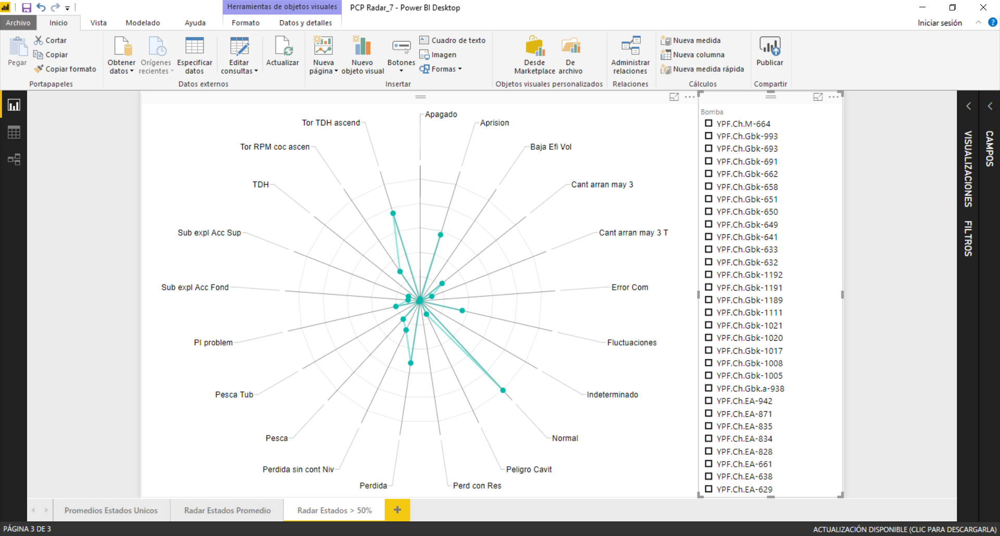 Herramientas de objetos visuales
PCP Radar_7 - Power BI Desktop
Archivo
Inicio
Vista
Modelado
Ayuda
Formato
Datos y detalles
Iniciar sesión
?
Pegar
Cortar
Copiar
Copiar formato
Portapapeles
Obtener
datos
Orígenes
recientes
Especificar
datos
Editar
consultas
Actualizar
Datos externos
Nueva
página
Nuevo
objeto visual
Botones
Cuadro de texto
Imagen
Formas
Insertar
Desde
Marketplace
De
archivo
Objetos visuales personalizados
Administrar
relaciones
Relaciones
Nueva medida
Nueva columna
Nueva medida rápida
Cálculos
Publicar
Compartir
Apagado
Aprision
Baja Efi Vol
Cant arran may 3
Cant arran may 3 T
Error Com
Fluctuaciones
Indeterminado
Normal
Peligro Cavit
Perd con Res
Perdida
Perdida sin cont Niv
Pesca
Pesca Tub
PI problem
Sub expl Acc Fond
Sub expl Acc Sup
TDH
Tor RPM coc ascen
Tor TDH ascend
Bomba
YPF.Ch.M-664
YPF.Ch.Gbk-993
YPF.Ch.Gbk-693
YPF.Ch.Gbk-691
YPF.Ch.Gbk-662
YPF.Ch.Gbk-658
YPF.Ch.Gbk-651
YPF.Ch.Gbk-650
YPF.Ch.Gbk-649
YPF.Ch.Gbk-641
YPF.Ch.Gbk-633
YPF.Ch.Gbk-632
YPF.Ch.Gbk-1192
YPF.Ch.Gbk-1191
YPF.Ch.Gbk-1189
YPF.Ch.Gbk-1111
YPF.Ch.Gbk-1021
YPF.Ch.Gbk-1020
YPF.Ch.Gbk-1017
YPF.Ch.Gbk-1008
YPF.Ch.Gbk-1005
YPF.Ch.Gbk.a-938
YPF.Ch.EA-942
YPF.Ch.EA-871
YPF.Ch.EA-835
YPF.Ch.EA-834
YPF.Ch.EA-828
YPF.Ch.EA-661
YPF.Ch.EA-638
YPF.Ch.EA-629
VISUALIZACIONES
FILTROS
CAMPOS
Promedios Estados Unicos
Radar Estados Promedio
Radar Estados > 50%
+
PÁGINA 3 DE 3
ACTUALIZACIÓN DISPONIBLE (CLIC PARA DESCARGARLA)